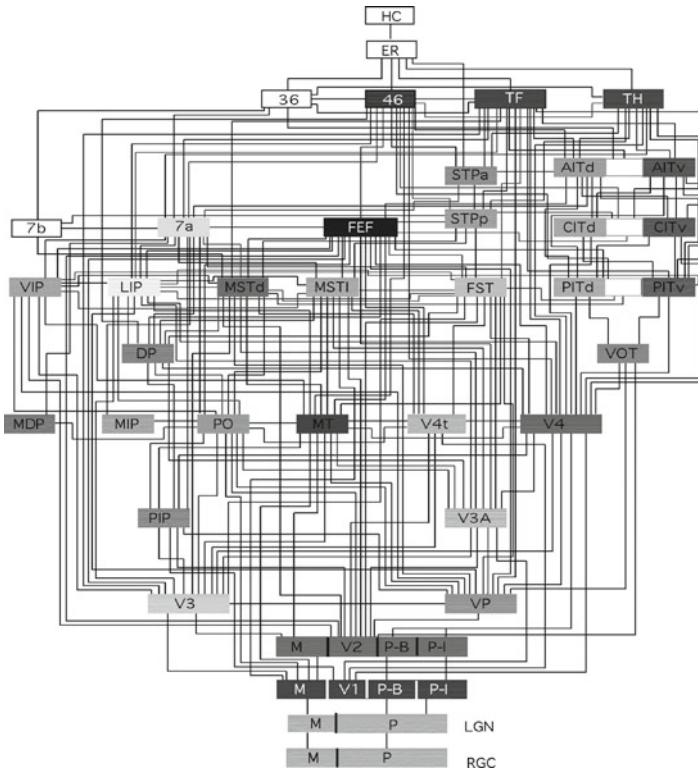 HC
ER
36 46 TF TH
STPa AITd AITv
7b 7a FEF STPp CITd CITv
VIP LIP MSTd MSTl FST PITd PITv
DP VOT
MDP MIP PO MT V4t V4
PIP V3A
V3 VP
M V2 P-B P-I
M V1 P-B P-I
M P LGN
M P RGC